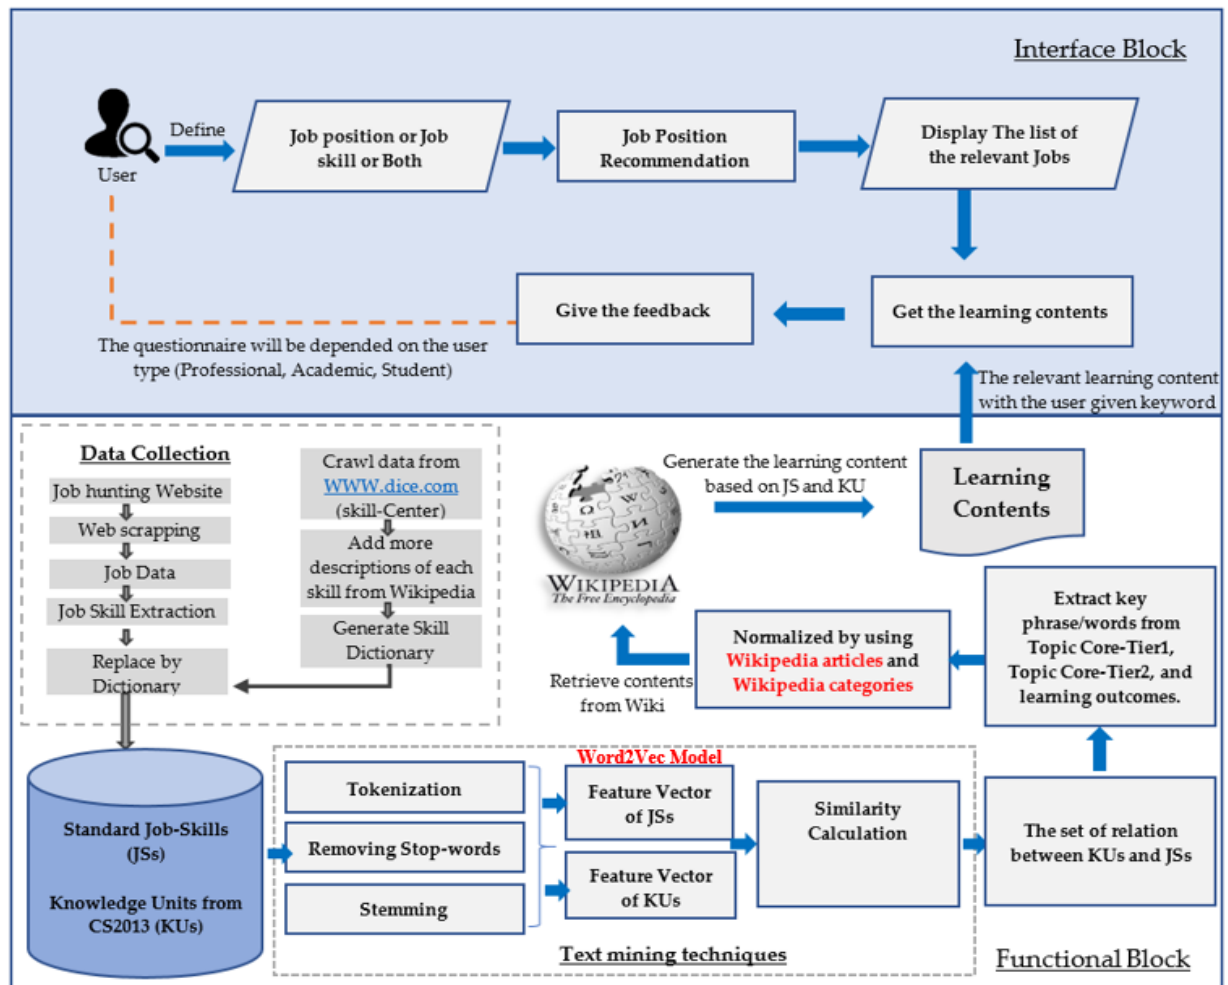 Interface Block
Define
User
Job position or Job
skill or Both
Job Position
Recommendation
Display The list of
the relevant Jobs
Give the feedback
Get the learning contents
The questionnaire will be depended on the user
type (Professional, Academic, Student)
The relevant learning content
with the user given keyword
Data Collection
Job hunting Website
Web scrapping
Job Data
Job Skill Extraction
Replace by
Dictionary
Crawl data from
WWW.dice.com
(skill-Center)
Add more
descriptions of each
skill from Wikipedia
Generate Skill
Dictionary
WIKIPEDIA
The Free Encyclopedia
Generate the learning content
based on JS and KU
Learning
Contents
Retrieve contents
from Wiki
Normalized by using
Wikipedia articles and
Wikipedia categories
Extract key
phrase/words from
Topic Core-Tier1,
Topic Core-Tier2, and
learning outcomes.
Standard Job-Skills
(JSs)
Knowledge Units from
CS2013 (KUs)
Tokenization
Removing Stop-words
Stemming
Word2Vec Model
Feature Vector
of JSs
Feature Vector
of KUs
Similarity
Calculation
Text mining techniques
The set of relation
between KUs and JSs
Functional Block